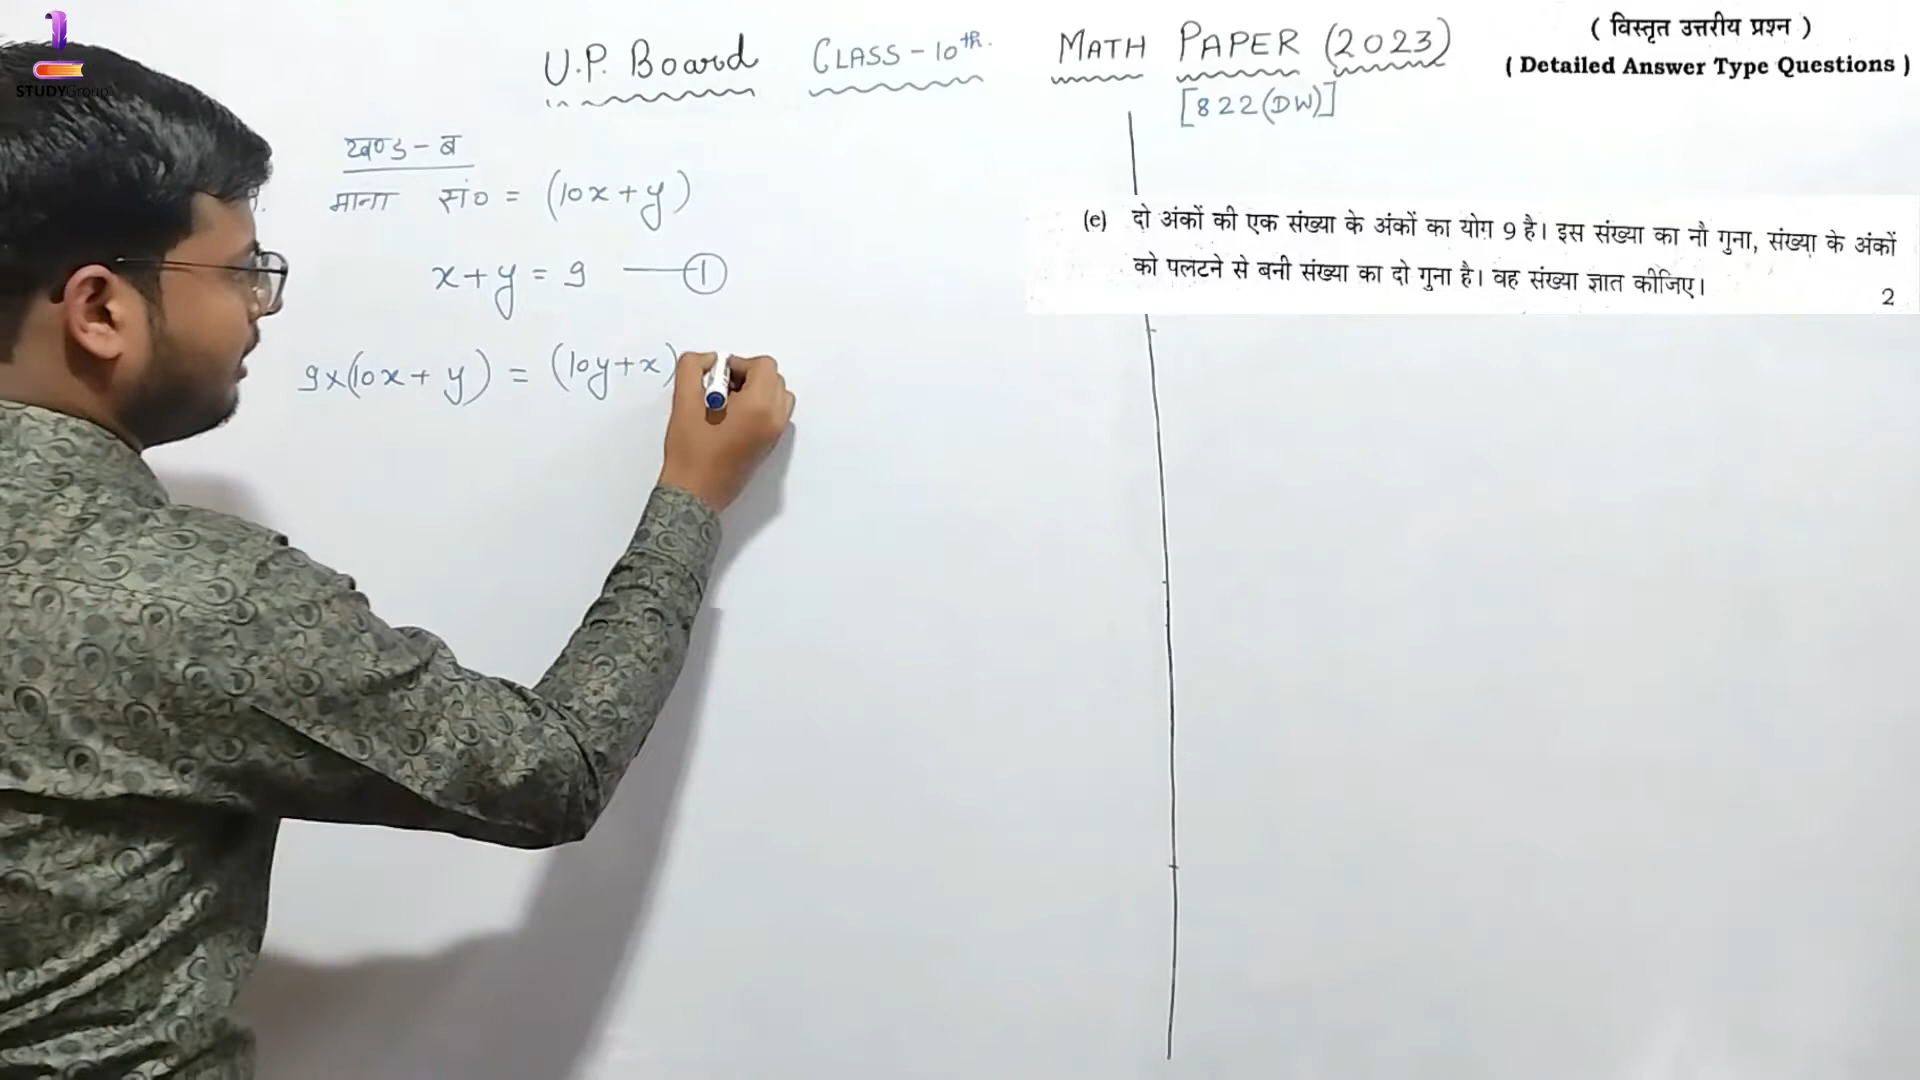 STUDYGroup
U.P. Board CLASS-10th. MATH PAPER (2023)
[822(DW)]
( विस्तृत उत्तरीय प्रश्न )
( Detailed Answer Type Questions )
खण्ड-ब
माना सं० = (10x+y)
x+y = 9 —①
9×(10x+y) = (10y+x)
(e) दो अंकों की एक संख्या के अंकों का योग 9 है। इस संख्या का नौ गुना, संख्या के अंकों
को पलटने से बनी संख्या का दो गुना है। वह संख्या ज्ञात कीजिए।
2